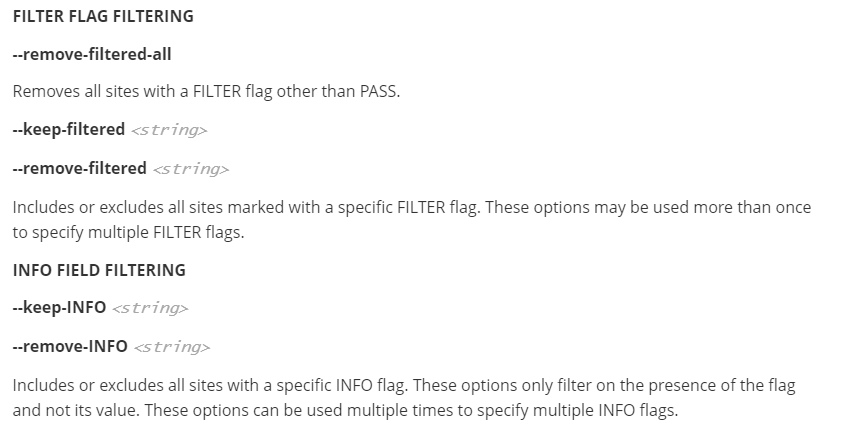 FILTER FLAG FILTERING
--remove-filtered-all
Removes all sites with a FILTER flag other than PASS.
--keep-filtered <string>
--remove-filtered <string>
Includes or excludes all sites marked with a specific FILTER flag. These options may be used more than once
to specify multiple FILTER flags.
INFO FIELD FILTERING
--keep-INFO <string>
--remove-INFO <string>
Includes or excludes all sites with a specific INFO flag. These options only filter on the presence of the flag
and not its value. These options can be used multiple times to specify multiple INFO flags.